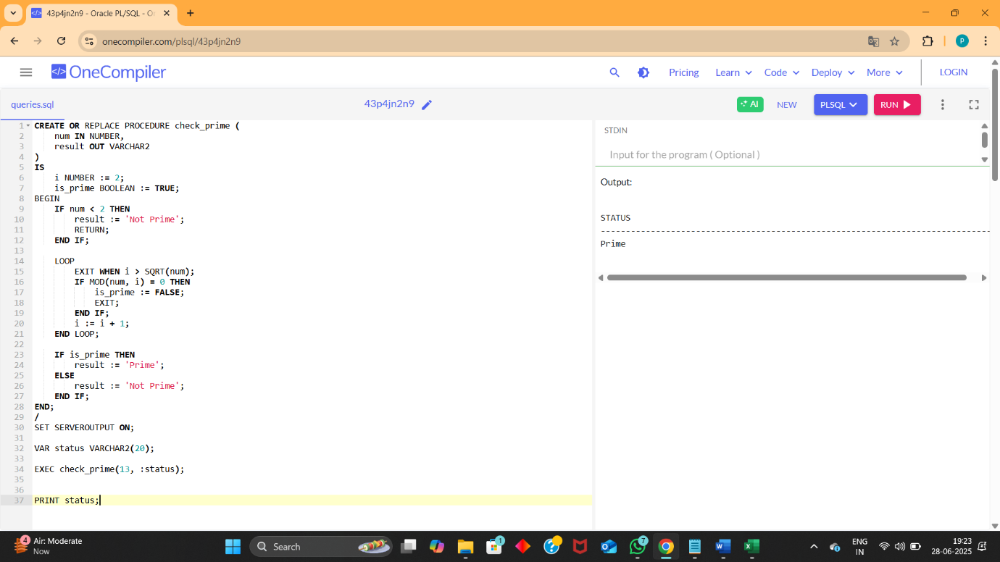 43p4jn2n9 - Oracle PL/SQL - O
onecompiler.com/plsql/43p4jn2n9
P
</> OneCompiler
Pricing Learn Code Deploy More LOGIN
queries.sql
43p4jn2n9
AI NEW PLSQL RUN
1 CREATE OR REPLACE PROCEDURE check_prime (
2 num IN NUMBER,
3 result OUT VARCHAR2
4 )
5 IS
6 i NUMBER := 2;
7 is_prime BOOLEAN := TRUE;
8 BEGIN
9 IF num < 2 THEN
10 result := 'Not Prime';
11 RETURN;
12 END IF;
13
14 LOOP
15 EXIT WHEN i > SQRT(num);
16 IF MOD(num, i) = 0 THEN
17 is_prime := FALSE;
18 EXIT;
19 END IF;
20 i := i + 1;
21 END LOOP;
22
23 IF is_prime THEN
24 result := 'Prime';
25 ELSE
26 result := 'Not Prime';
27 END IF;
28 END;
29 /
30 SET SERVEROUTPUT ON;
31
32 VAR status VARCHAR2(20);
33
34 EXEC check_prime(13, :status);
35
36
37 PRINT status;
STDIN
Input for the program ( Optional )
Output:
STATUS
--------------------------------------------------------------------------------
Prime
4
Air: Moderate
Now
Search
1
7
ENG
IN
19:23
28-06-2025